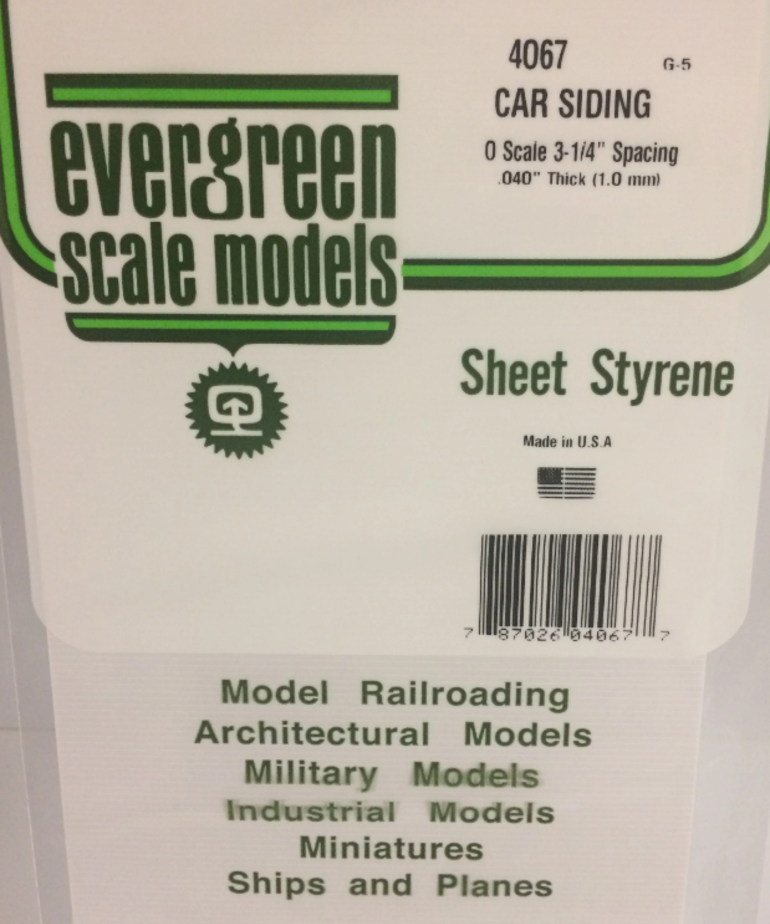 4067 G-5
CAR SIDING
O Scale 3-1/4" Spacing
.040" Thick (1.0 mm)
evergreen
scale models
Sheet Styrene
Made in U.S.A
7 87026 04067 7
Model Railroading
Architectural Models
Military Models
Industrial Models
Miniatures
Ships and Planes